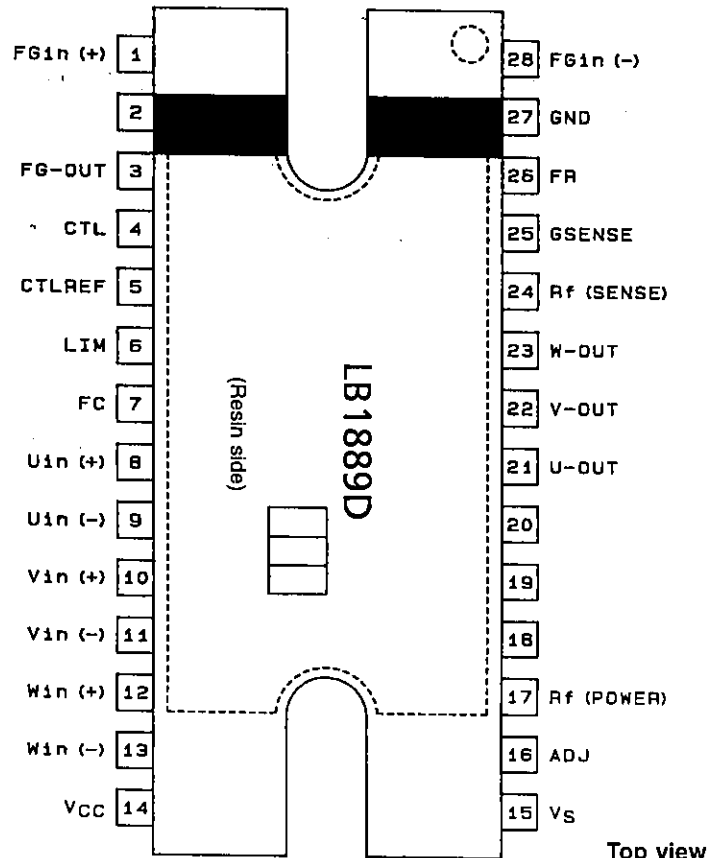 FGin (+) 1
28 FGin (-)
2
27 GND
FG-OUT 3
26 FR
CTL 4
25 GSENSE
CTLREF 5
24 Rf (SENSE)
LIM 6
23 W-OUT
FC 7
22 V-OUT
Uin (+) 8
21 U-OUT
Uin (-) 9
20
Vin (+) 10
19
Vin (-) 11
18
Win (+) 12
17 Rf (POWER)
Win (-) 13
16 ADJ
VCC 14
15 VS
LB1889D
(Resin side)
Top view